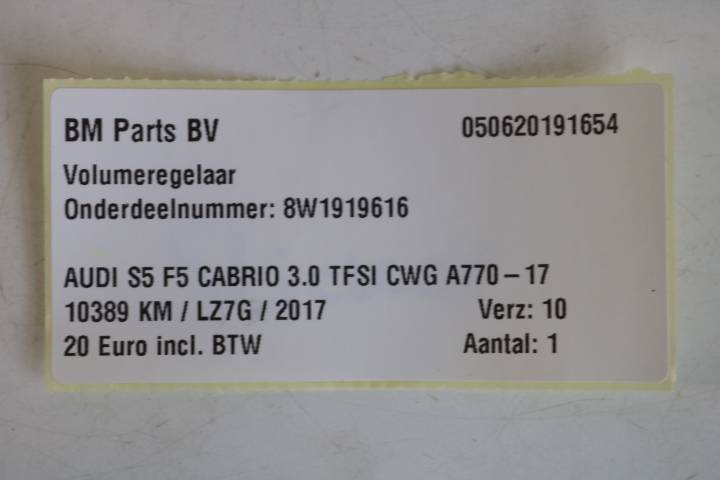 BM Parts BV 050620191654
Volumeregelaar
Onderdeelnummer: 8W1919616
AUDI S5 F5 CABRIO 3.0 TFSI CWG A770-17
10389 KM / LZ7G / 2017 Verz: 10
20 Euro incl. BTW Aantal: 1